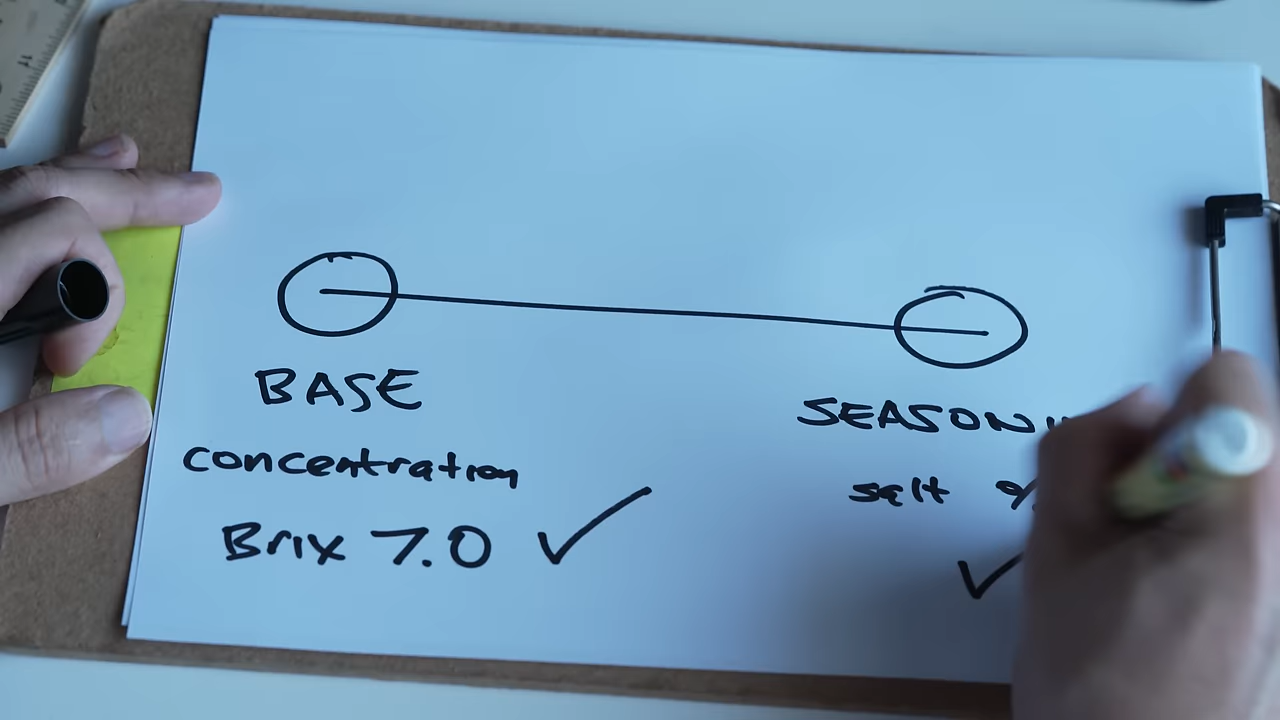 BASE
concentration
Brix 7.0 ✓
SEASON
salt %
✓